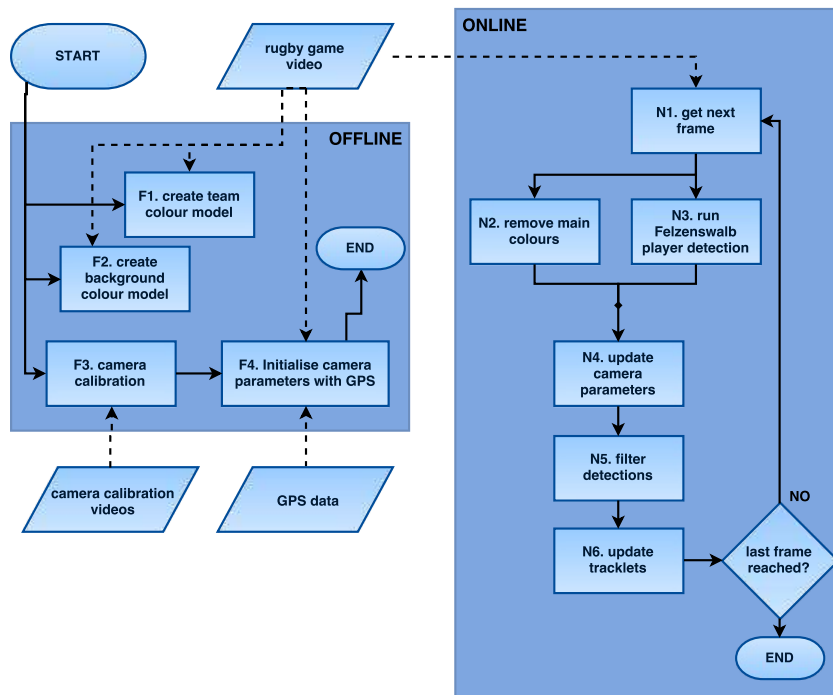 START
rugby game
video
OFFLINE
F1. create team
colour model
F2. create
background
colour model
END
F3. camera
calibration
F4. Initialise camera
parameters with GPS
camera calibration
videos
GPS data
ONLINE
N1. get next
frame
N2. remove main
colours
N3. run
Felzenswalb
player detection
N4. update
camera
parameters
N5. filter
detections
N6. update
tracklets
NO
last frame
reached?
END